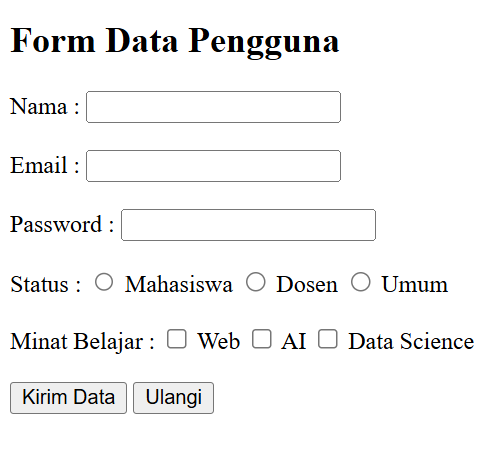 Form Data Pengguna
Nama :
Email :
Password :
Status : Mahasiswa Dosen Umum
Minat Belajar : Web AI Data Science
Kirim Data Ulangi